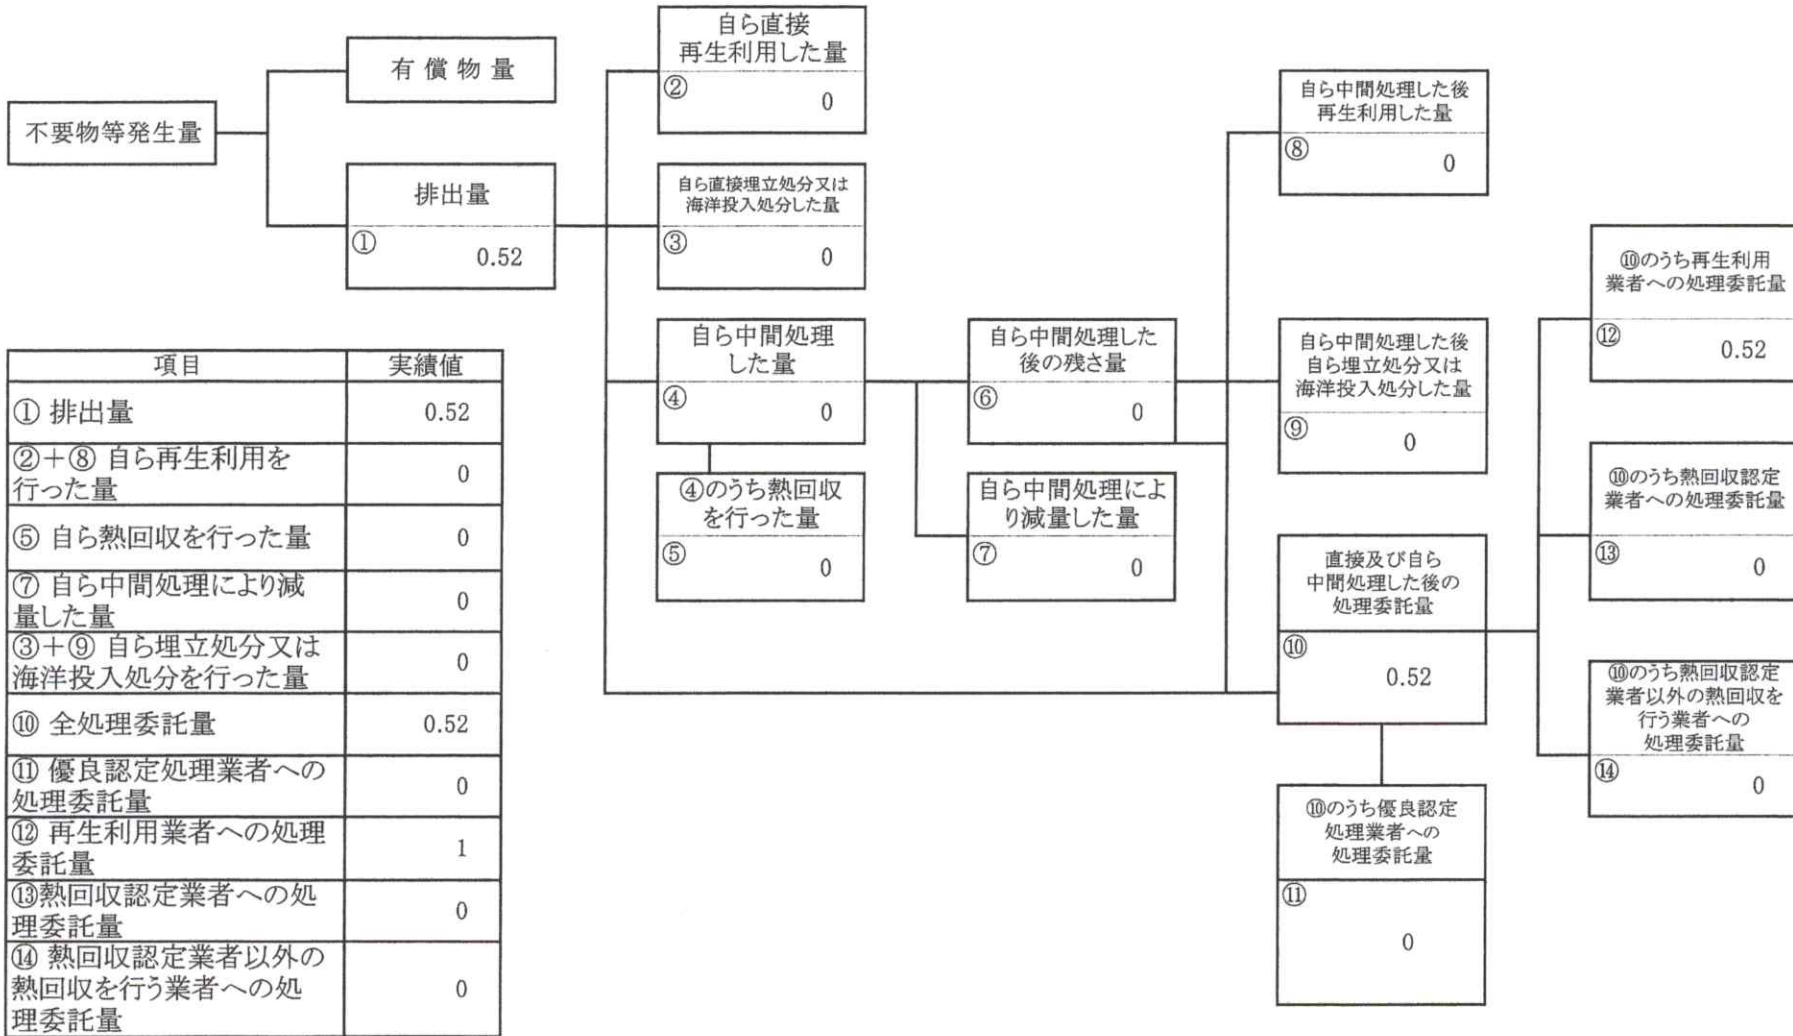 不要物等発生量
有償物量
排出量
①
0.52
自ら直接
再生利用した量
②
0
自ら直接埋立処分又は
海洋投入処分した量
③
0
自ら中間処理
した量
④
0
④のうち熱回収
を行った量
⑤
0
自ら中間処理した
後の残さ量
⑥
0
自ら中間処理によ
り減量した量
⑦
0
自ら中間処理した後
再生利用した量
⑧
0
自ら中間処理した後
自ら埋立処分又は
海洋投入処分した量
⑨
0
直接及び自ら
中間処理した後の
処理委託量
⑩
0.52
⑩のうち優良認定
処理業者への
処理委託量
⑪
0
⑩のうち再生利用
業者への処理委託量
⑫
0.52
⑩のうち熱回収認定
業者への処理委託量
⑬
0
⑩のうち熱回収認定
業者以外の熱回収を
行う業者への
処理委託量
⑭
0
項目 実績値
① 排出量 0.52
②+⑧ 自ら再生利用を
行った量 0
⑤ 自ら熱回収を行った量 0
⑦ 自ら中間処理により減
量した量 0
③+⑨ 自ら埋立処分又は
海洋投入処分を行った量 0
⑩ 全処理委託量 0.52
⑪ 優良認定処理業者への
処理委託量 0
⑫ 再生利用業者への処理
委託量 1
⑬熱回収認定業者への処
理委託量 0
⑭ 熱回収認定業者以外の
熱回収を行う業者への処
理委託量 0